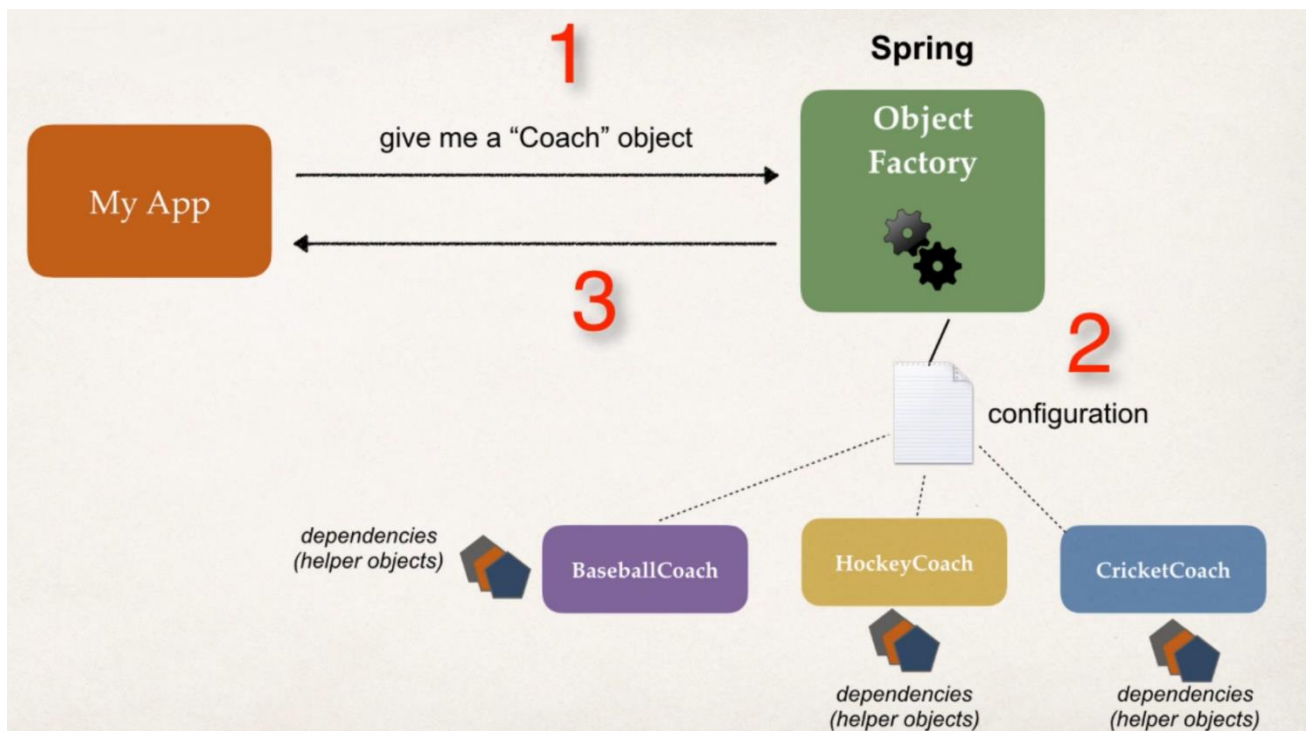 1
Spring
give me a “Coach” object
Object
Factory
My App
3
2
configuration
dependencies
(helper objects)
BaseballCoach
HockeyCoach
CricketCoach
dependencies
(helper objects)
dependencies
(helper objects)